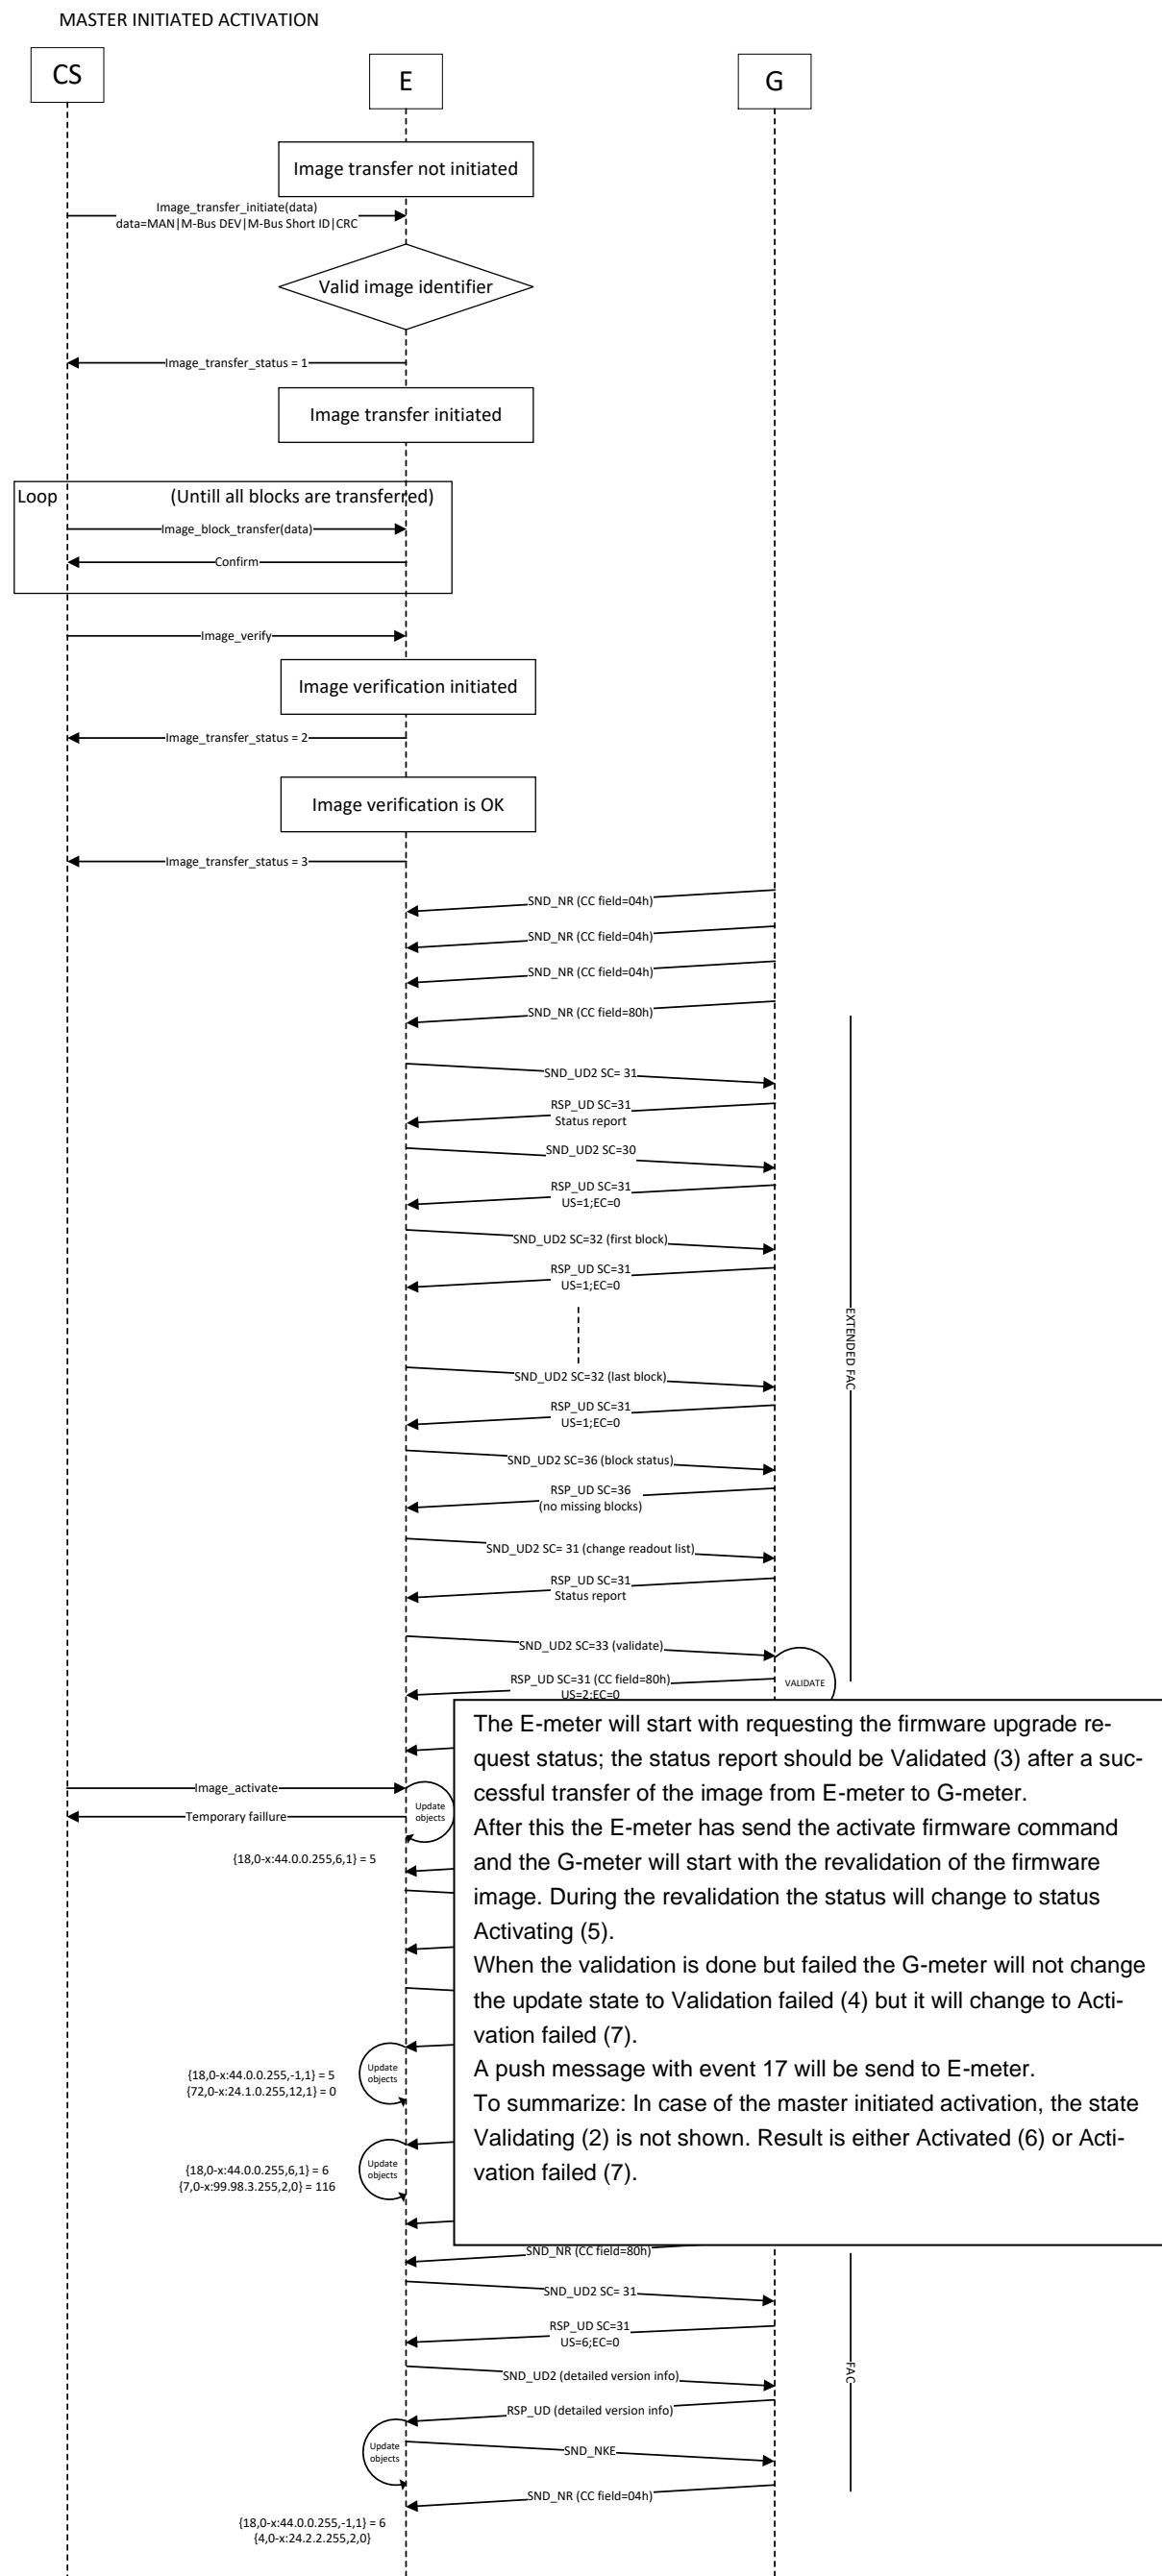 MASTER INITIATED ACTIVATION
CS
E
G
Image transfer not initiated
Image_transfer_initiate(data)
data=MAN|M-Bus DEV|M-Bus Short ID|CRC
Valid image identifier
Image_transfer_status = 1
Image transfer initiated
Loop (Untill all blocks are transferred)
Image_block_transfer(data)
Confirm
Image_verify
Image verification initiated
Image_transfer_status = 2
Image verification is OK
Image_transfer_status = 3
SND_NR (CC field=04h)
SND_NR (CC field=04h)
SND_NR (CC field=04h)
SND_NR (CC field=80h)
SND_UD2 SC= 31
RSP_UD SC=31
Status report
SND_UD2 SC=30
RSP_UD SC=31
US=1;EC=0
SND_UD2 SC=32 (first block)
RSP_UD SC=31
US=1;EC=0
EXTENDED FAC
SND_UD2 SC=32 (last block)
RSP_UD SC=31
US=1;EC=0
SND_UD2 SC=36 (block status)
RSP_UD SC=36
(no missing blocks)
SND_UD2 SC= 31 (change readout list)
RSP_UD SC=31
Status report
SND_UD2 SC=33 (validate)
VALIDATE
RSP_UD SC=31 (CC field=80h)
US=2;EC=0
The E-meter will start with requesting the firmware upgrade re-
quest status; the status report should be Validated (3) after a suc-
cessful transfer of the image from E-meter to G-meter.
After this the E-meter has send the activate firmware command
and the G-meter will start with the revalidation of the firmware
image. During the revalidation the status will change to status
Activating (5).
When the validation is done but failed the G-meter will not change
the update state to Validation failed (4) but it will change to Acti-
vation failed (7).
A push message with event 17 will be send to E-meter.
To summarize: In case of the master initiated activation, the state
Validating (2) is not shown. Result is either Activated (6) or Acti-
vation failed (7).
Image_activate
Update
objects
Temporary faillure
{18,0-x:44.0.0.255,6,1} = 5
Update
objects
{18,0-x:44.0.0.255,-1,1} = 5
{72,0-x:24.1.0.255,12,1} = 0
Update
objects
{18,0-x:44.0.0.255,6,1} = 6
{7,0-x:99.98.3.255,2,0} = 116
SND_NR (CC field=80h)
SND_UD2 SC= 31
RSP_UD SC=31
US=6;EC=0
FAC
SND_UD2 (detailed version info)
RSP_UD (detailed version info)
Update
objects
SND_NKE
SND_NR (CC field=04h)
{18,0-x:44.0.0.255,-1,1} = 6
{4,0-x:24.2.2.255,2,0}